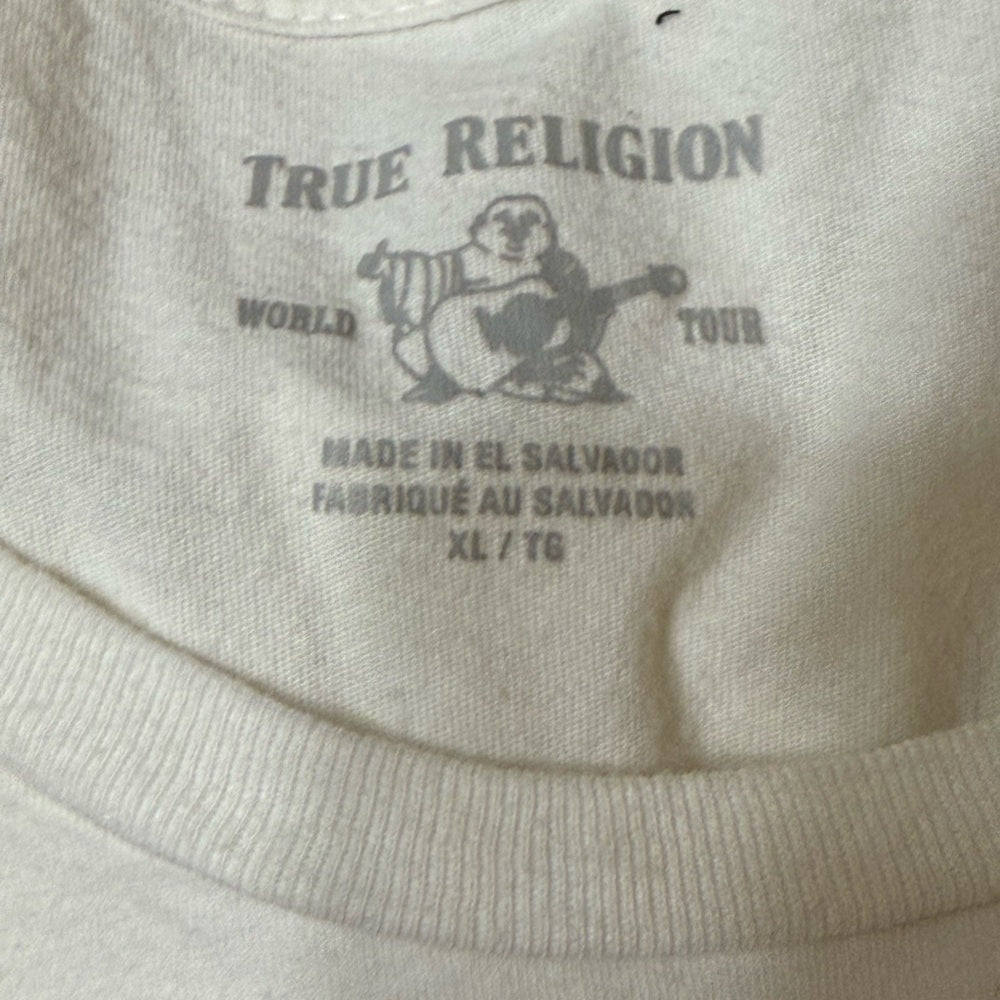 TRUE RELIGION
WORLD TOUR
MADE IN EL SALVADOR
FABRIQUÉ AU SALVADOR
XL / TG